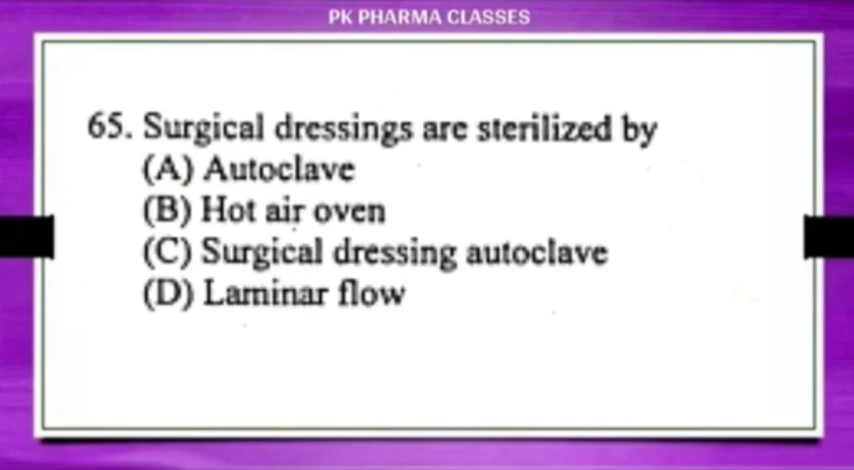 PK PHARMA CLASSES
65. Surgical dressings are sterilized by
(A) Autoclave
(B) Hot air oven
(C) Surgical dressing autoclave
(D) Laminar flow